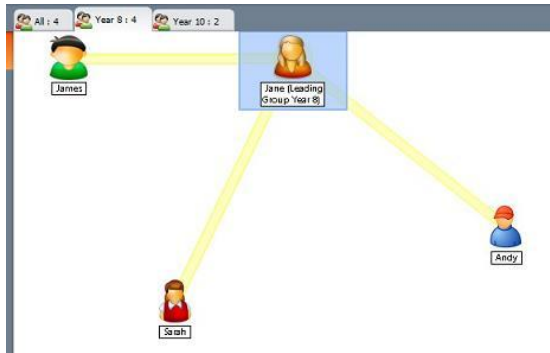 All : 4
Year 8 : 4
Year 10 : 2
James
Jane (Leading
Group Year 8)
Andy
Sarah